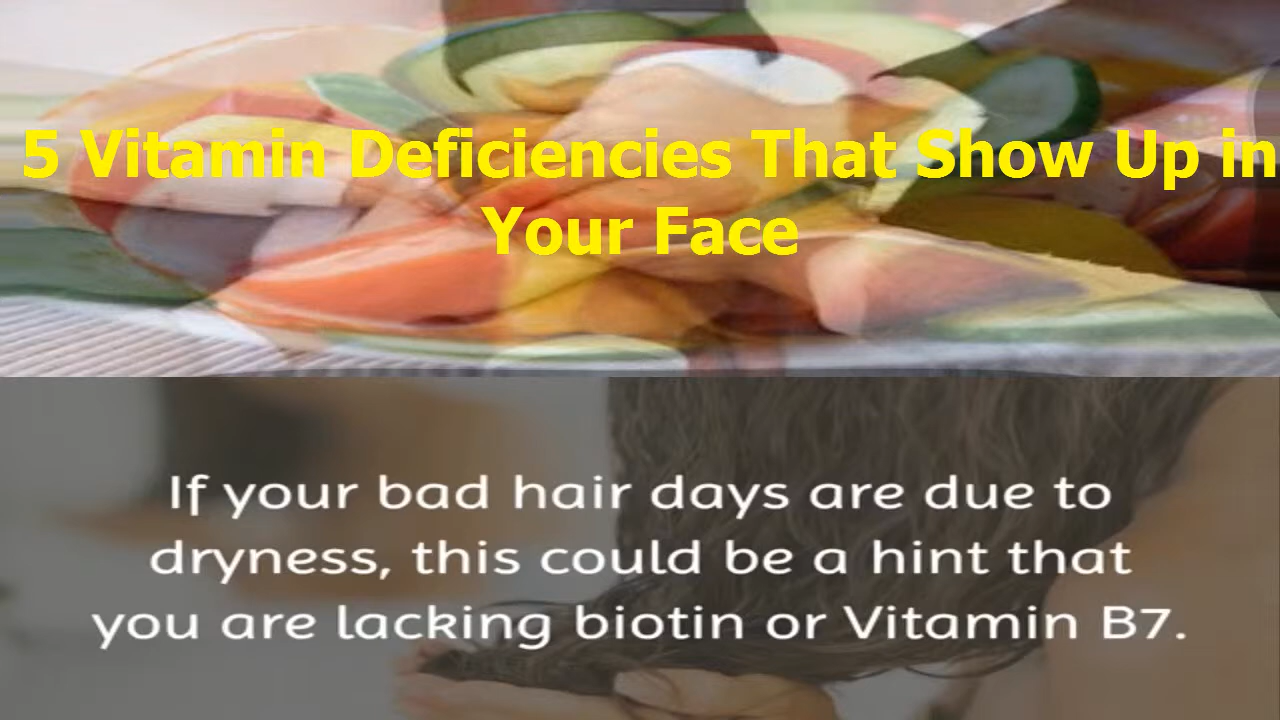 5 Vitamin Deficiencies That Show Up in
Your Face
If your bad hair days are due to
dryness, this could be a hint that
you are lacking biotin or Vitamin B7.